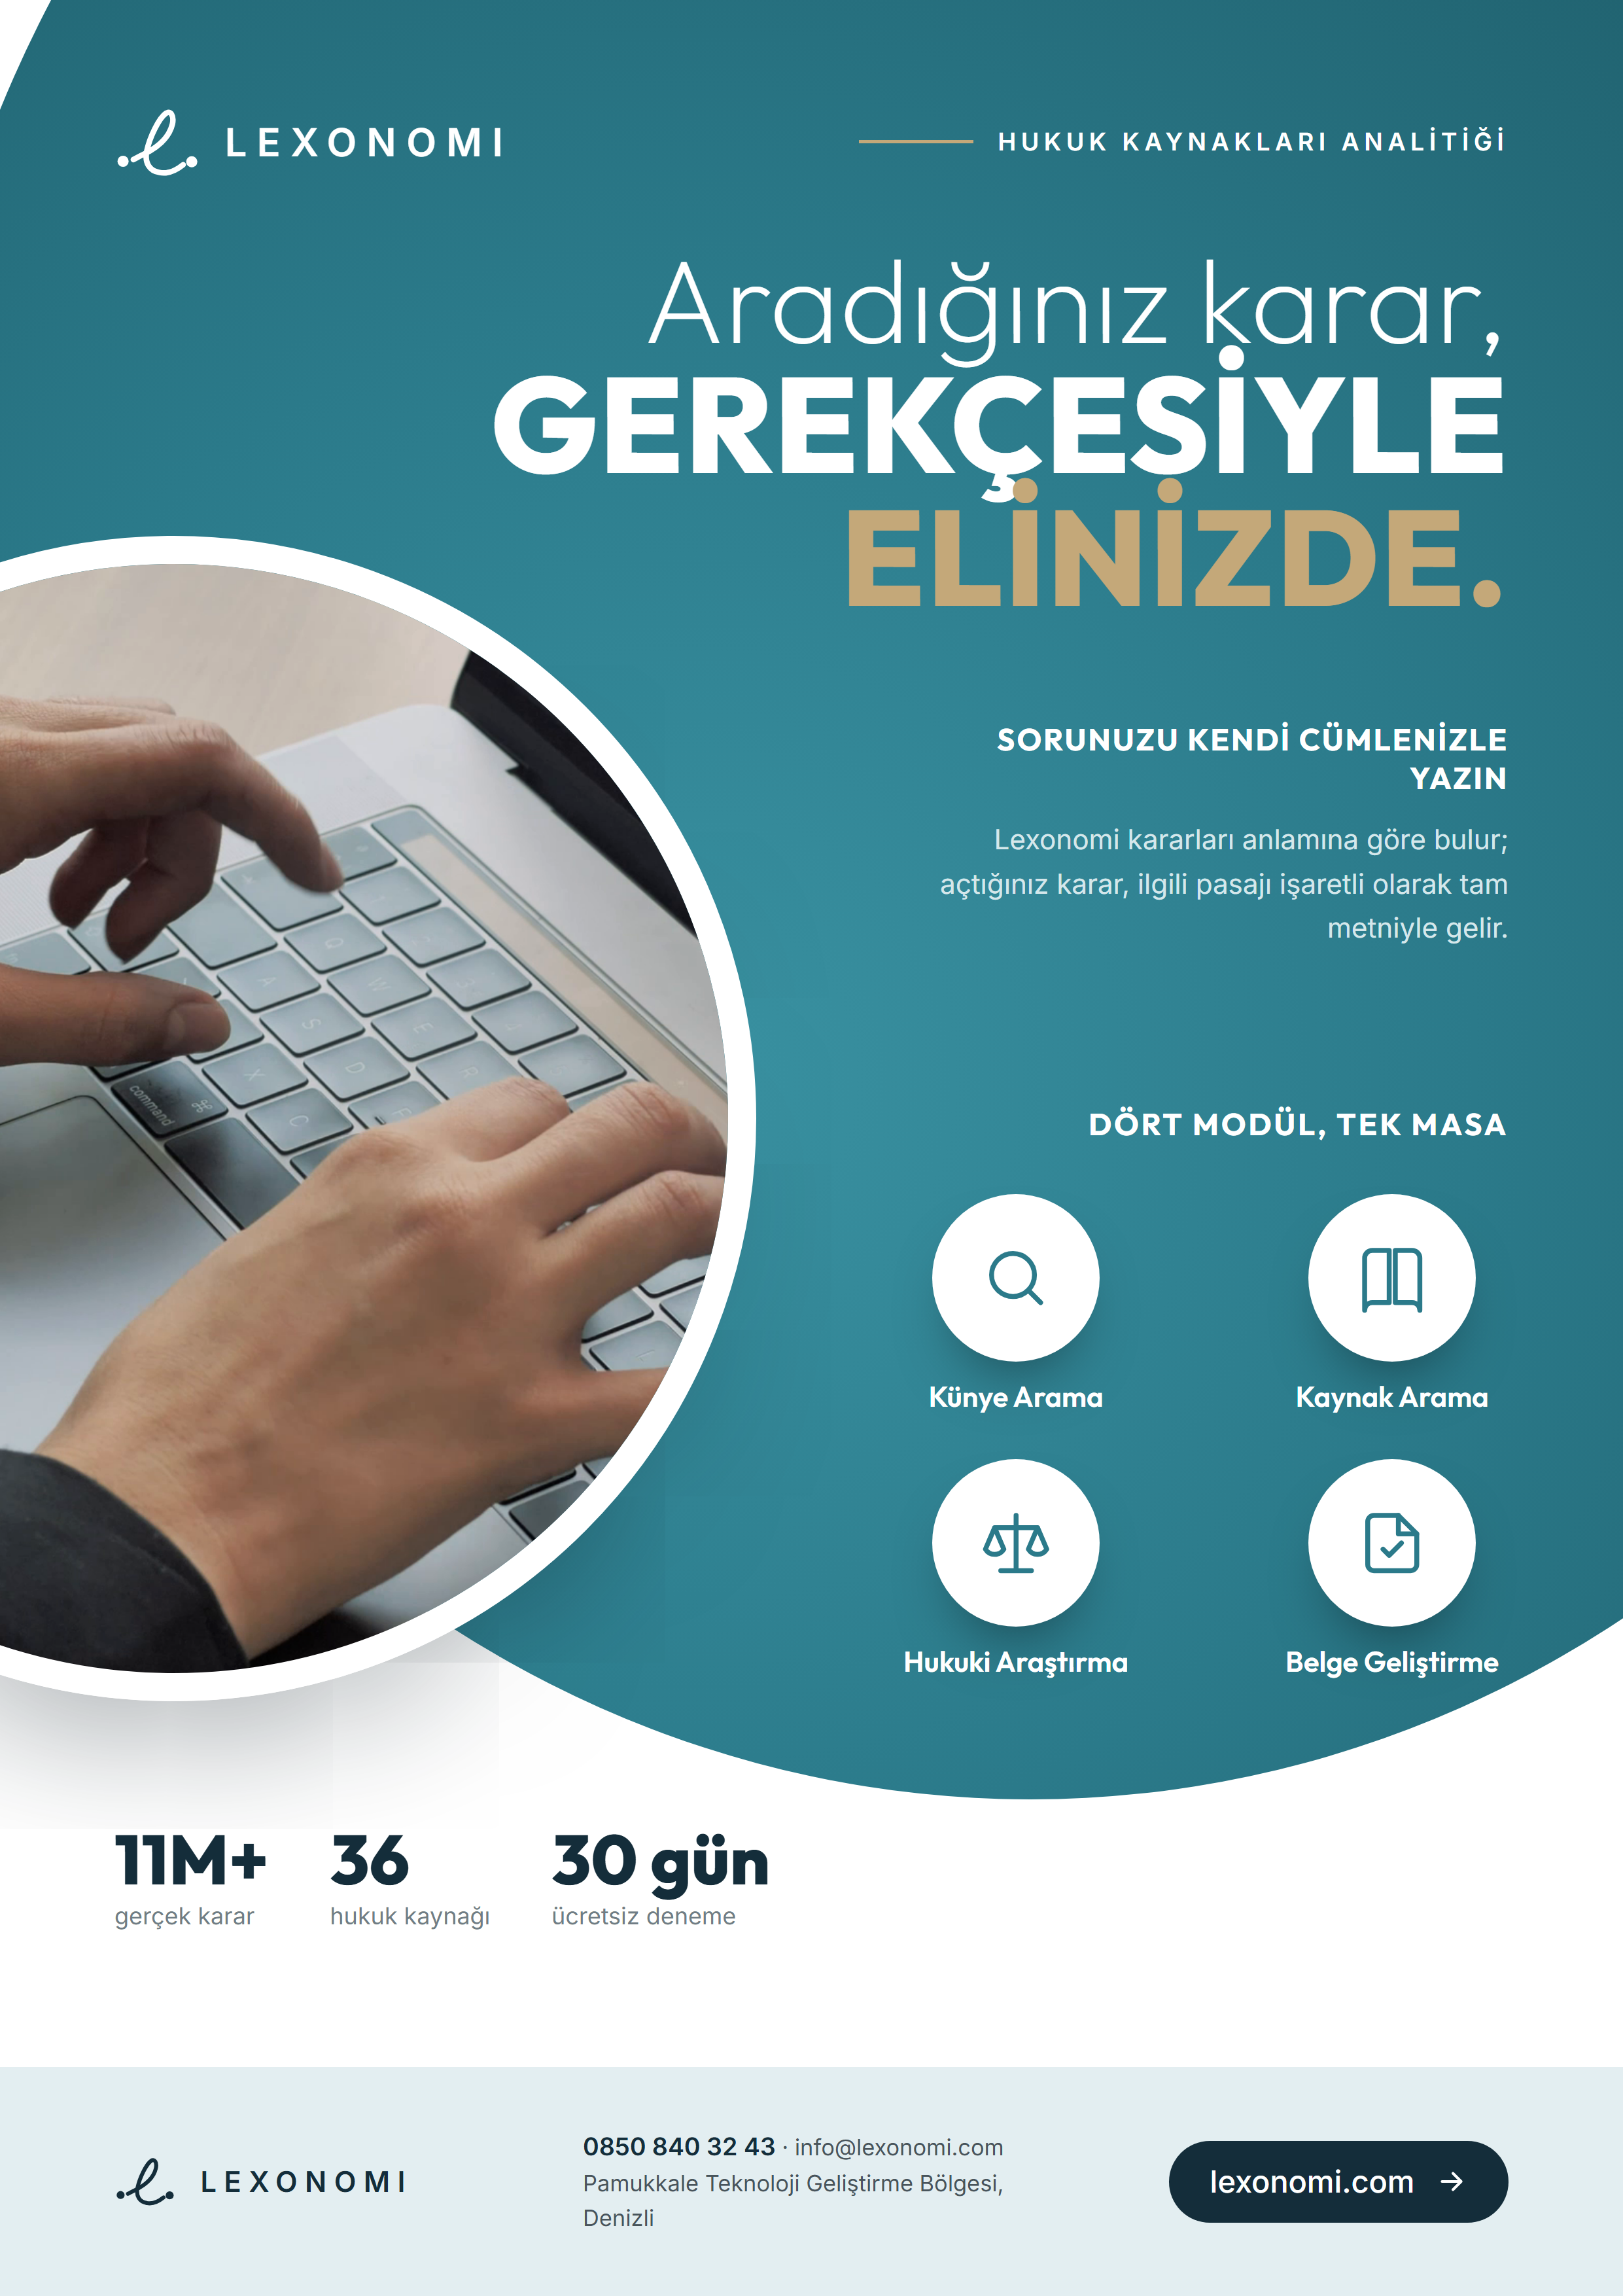 LEXONOMI
HUKUK KAYNAKLARI ANALİTİĞİ
Aradığınız karar,
GEREKÇESİYLE
ELİNİZDE.
SORUNUZU KENDİ CÜMLENİZLE
YAZIN
Lexonomi kararları anlamına göre bulur;
açtığınız karar, ilgili pasajı işaretli olarak tam
metniyle gelir.
command
DÖRT MODÜL, TEK MASA
Künye Arama
Kaynak Arama
Hukuki Araştırma
Belge Geliştirme
11M+
gerçek karar
36
hukuk kaynağı
30 gün
ücretsiz deneme
LEXONOMI
0850 840 32 43 · info@lexonomi.com
Pamukkale Teknoloji Geliştirme Bölgesi,
Denizli
lexonomi.com →